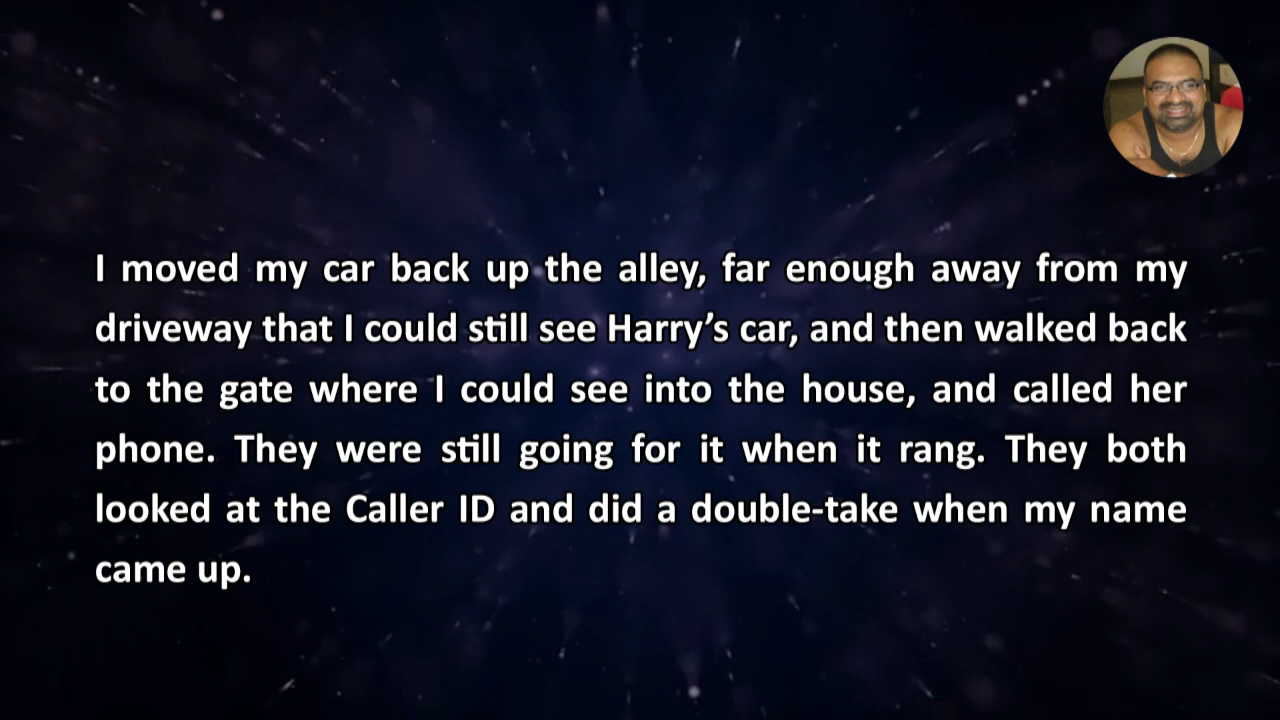 I moved my car back up the alley, far enough away from my
driveway that I could still see Harry’s car, and then walked back
to the gate where I could see into the house, and called her
phone. They were still going for it when it rang. They both
looked at the Caller ID and did a double-take when my name
came up.